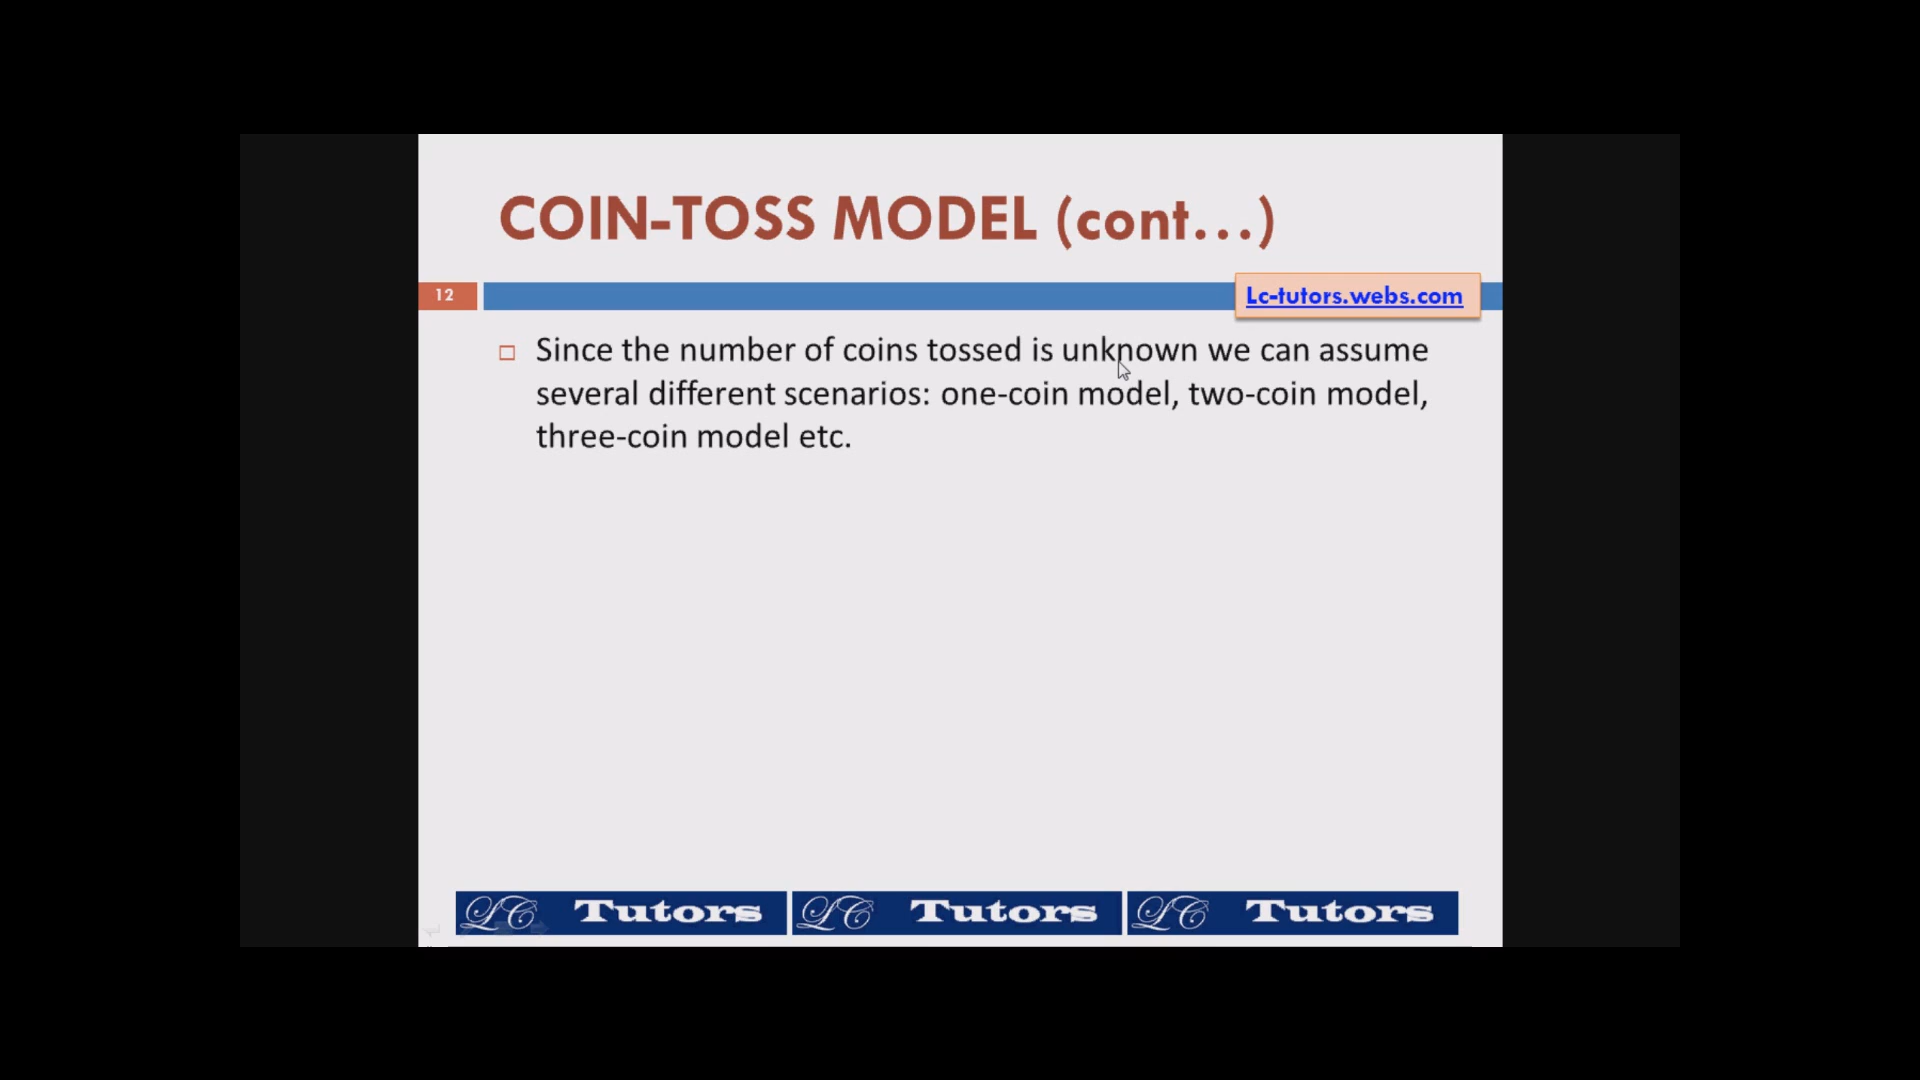 COIN-TOSS MODEL (cont...)
12
Lc-tutors.webs.com
Since the number of coins tossed is unknown we can assume
several different scenarios: one-coin model, two-coin model,
three-coin model etc.
LC Tutors LC Tutors LC Tutors